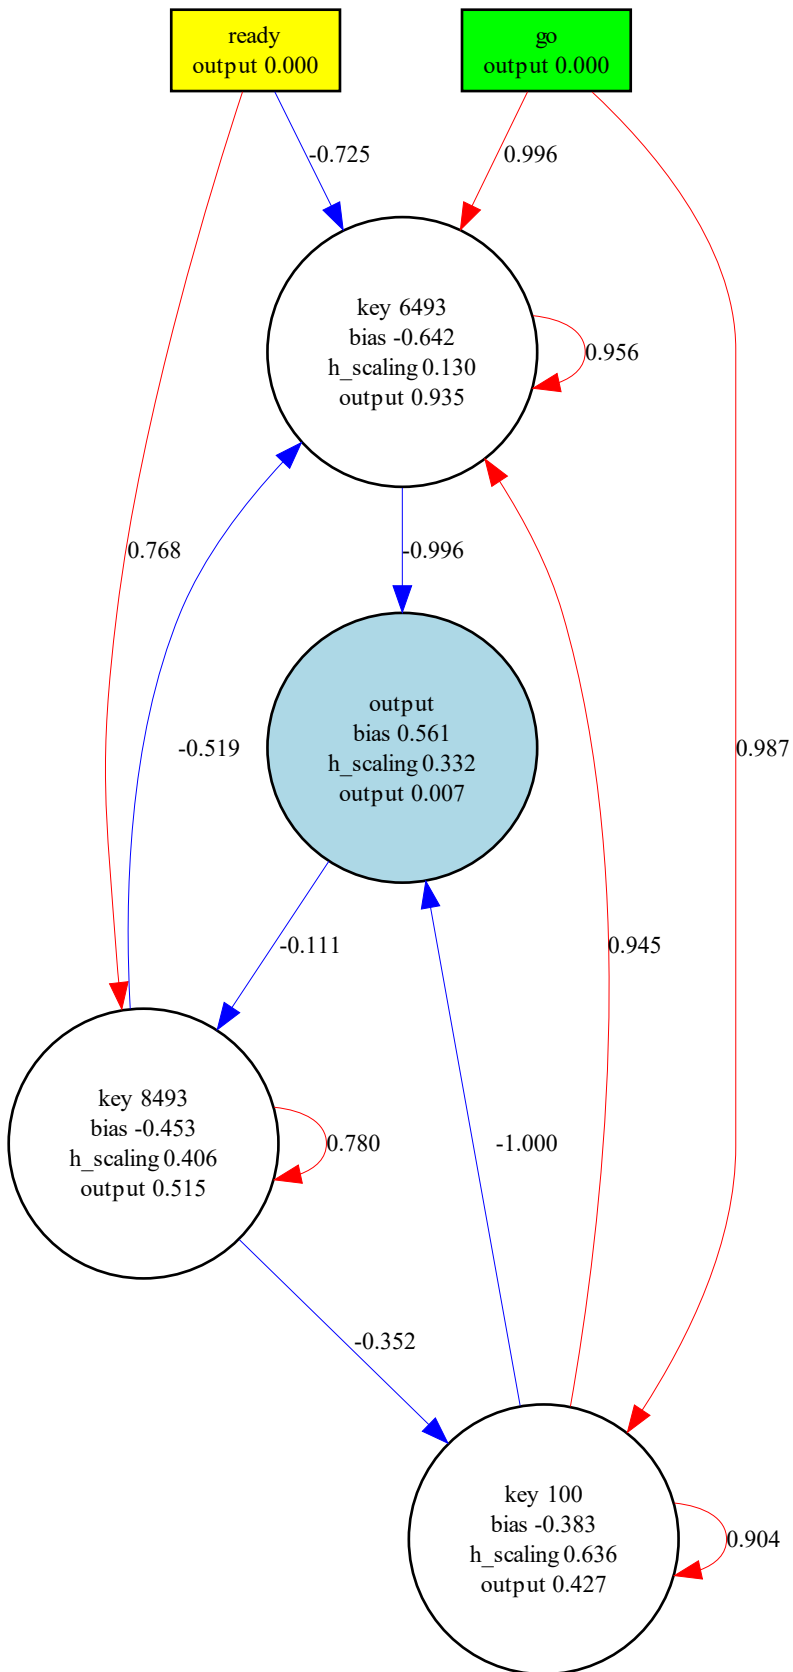 ready
output 0.000
go
output 0.000
-0.725
0.996
key 6493
bias -0.642
h_scaling 0.130
output 0.935
0.956
0.768
-0.996
output
bias 0.561
h_scaling 0.332
output 0.007
-0.519
0.987
-0.111
0.945
key 8493
bias -0.453
h_scaling 0.406
output 0.515
0.780
-1.000
-0.352
key 100
bias -0.383
h_scaling 0.636
output 0.427
0.904